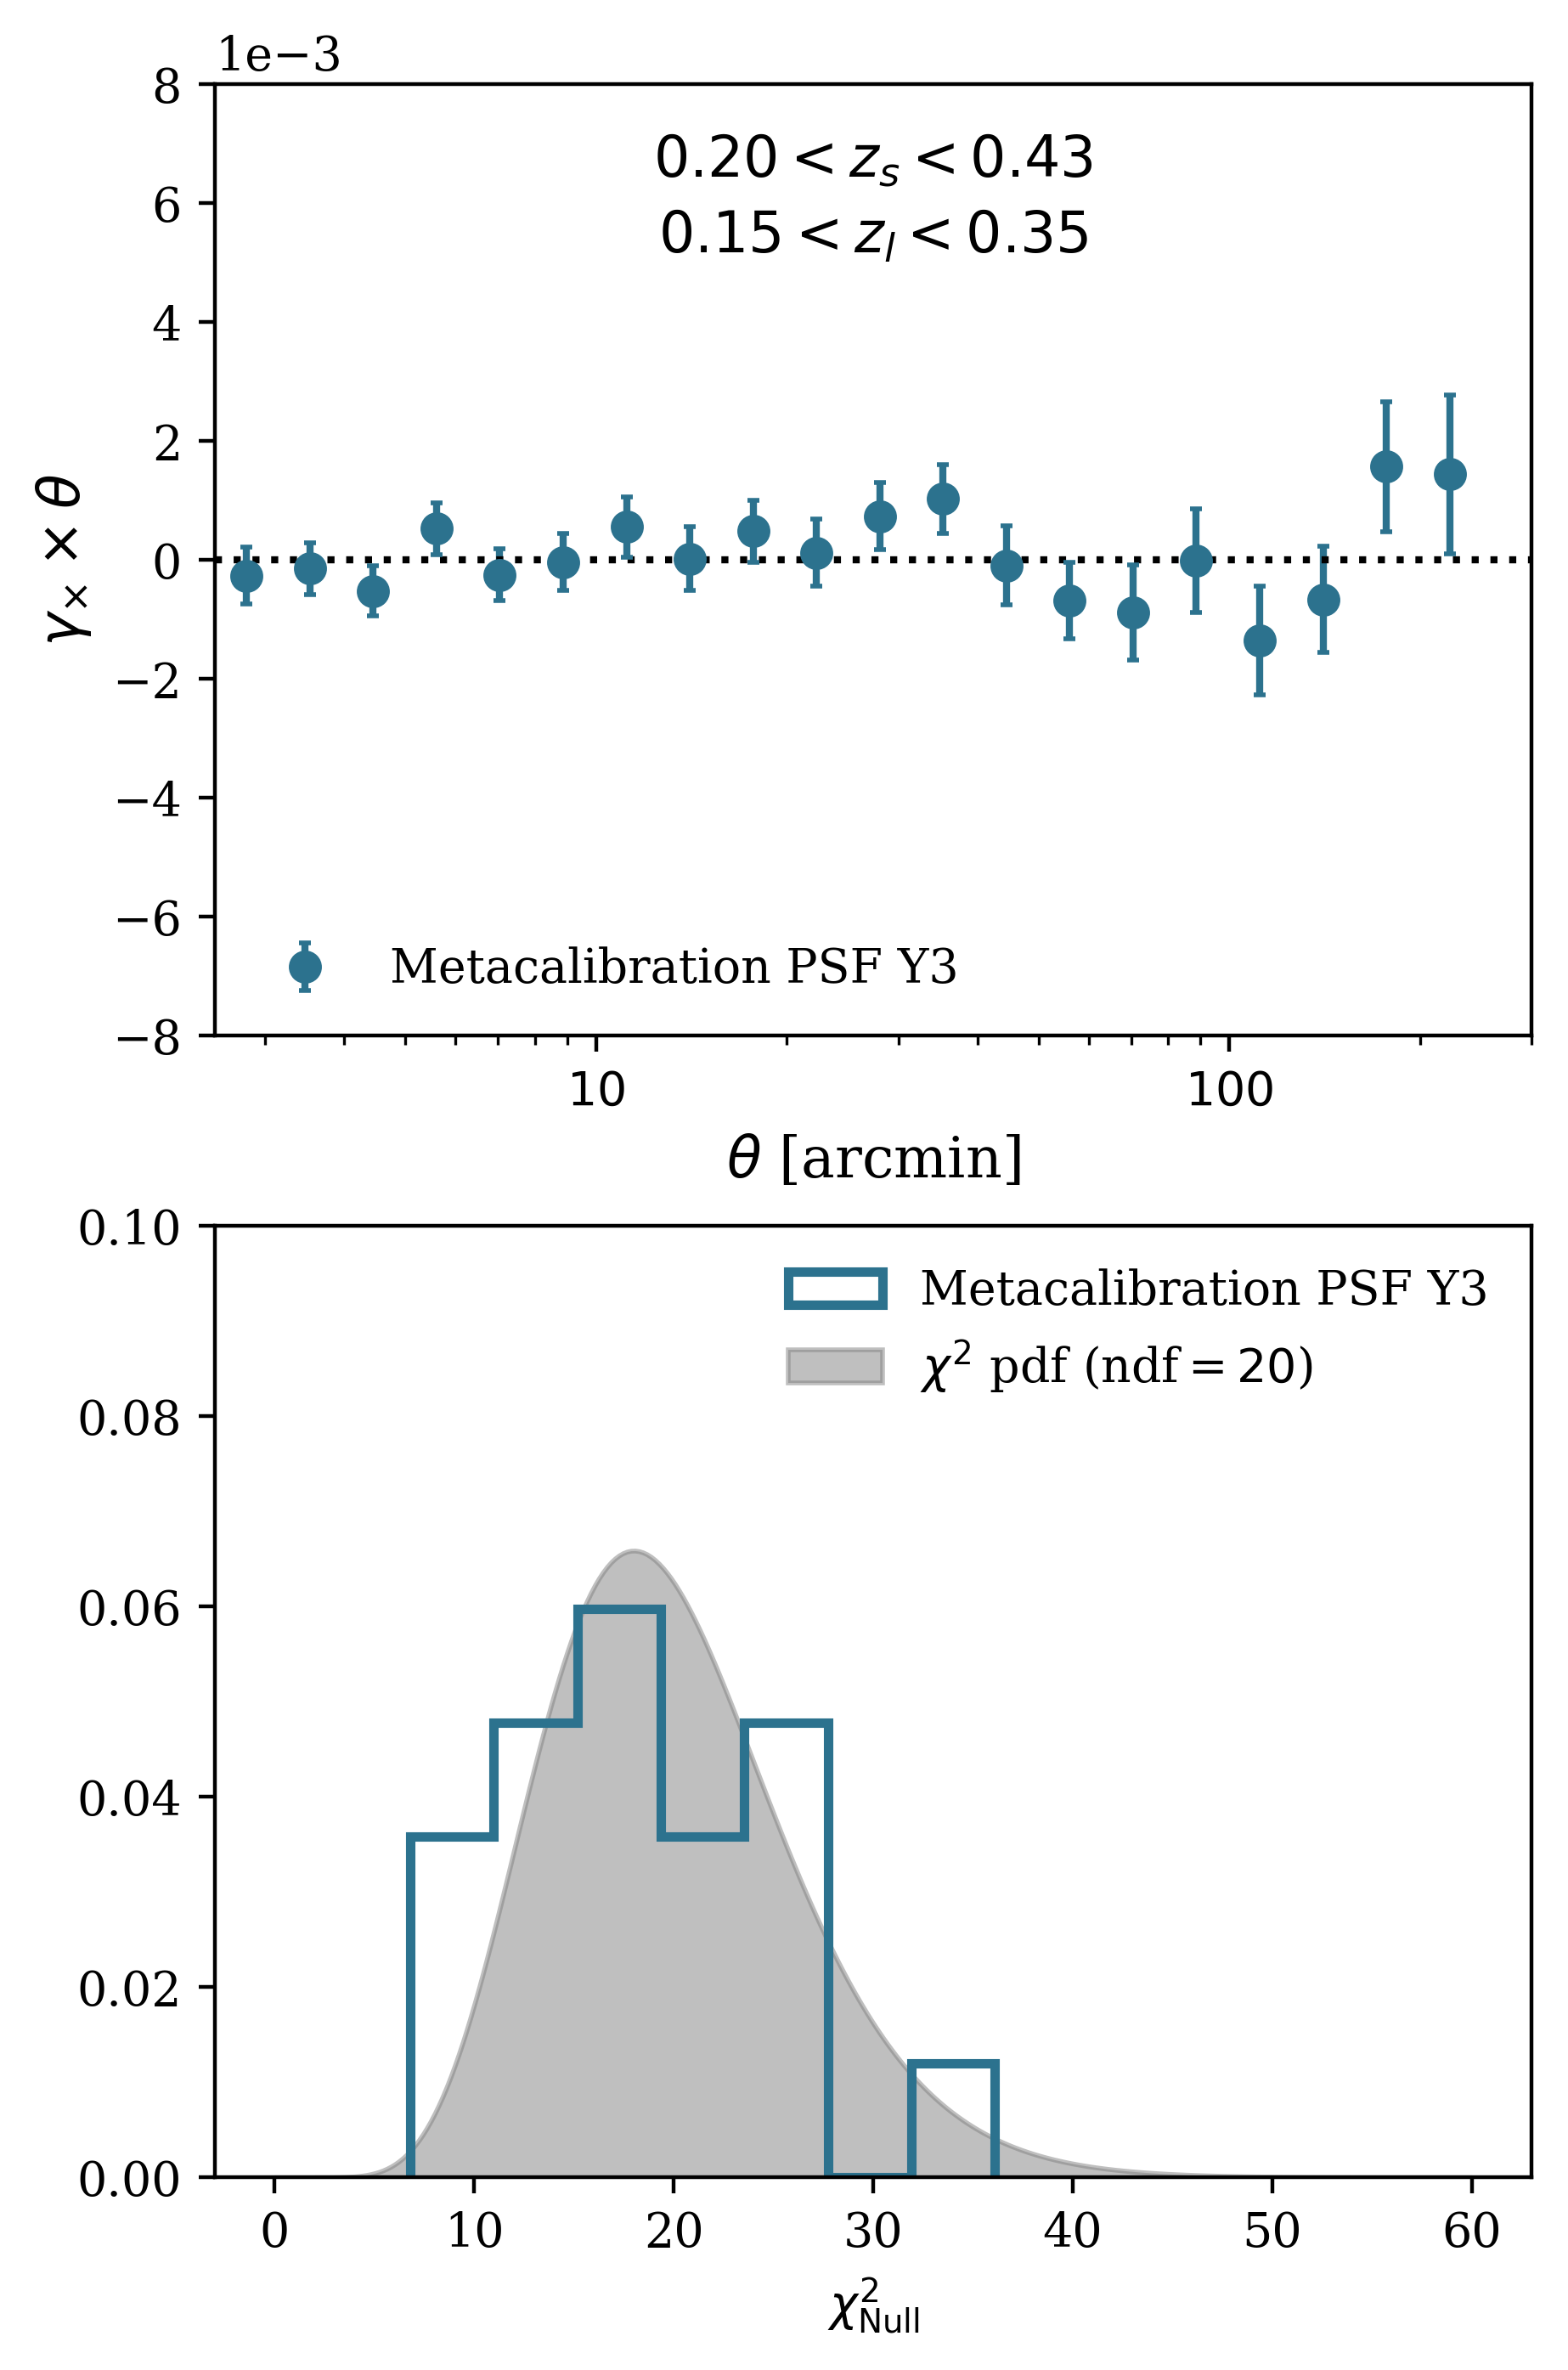 1e−3
8
6
4
2
0
−2
−4
−6
−8
γ× × θ
0.20 < z_s < 0.43
0.15 < z_l < 0.35
Metacalibration PSF Y3
10 100
θ [arcmin]
0.10
0.08
0.06
0.04
0.02
0.00
Metacalibration PSF Y3
χ² pdf (ndf = 20)
0 10 20 30 40 50 60
χ²_Null